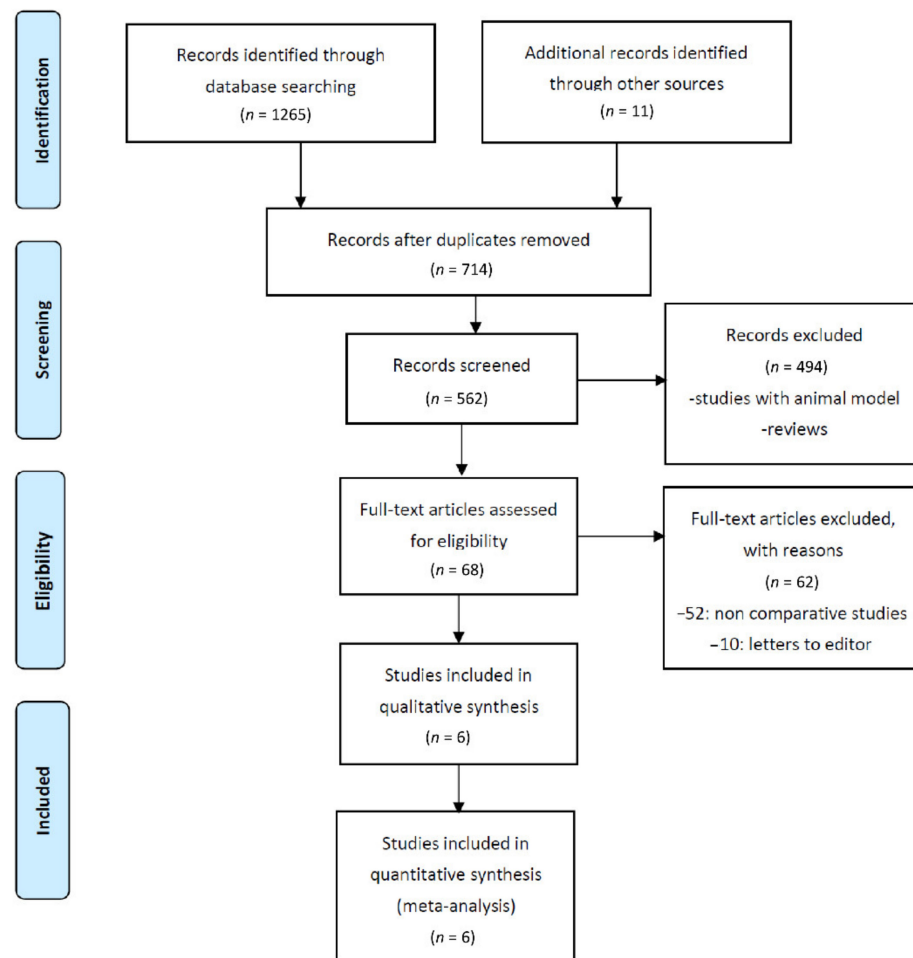 Identification
Records identified through
database searching
(n = 1265)
Additional records identified
through other sources
(n = 11)
Records after duplicates removed
(n = 714)
Screening
Records screened
(n = 562)
Records excluded
(n = 494)
-studies with animal model
-reviews
Eligibility
Full-text articles assessed
for eligibility
(n = 68)
Full-text articles excluded,
with reasons
(n = 62)
−52: non comparative studies
−10: letters to editor
Studies included in
qualitative synthesis
(n = 6)
Included
Studies included in
quantitative synthesis
(meta-analysis)
(n = 6)